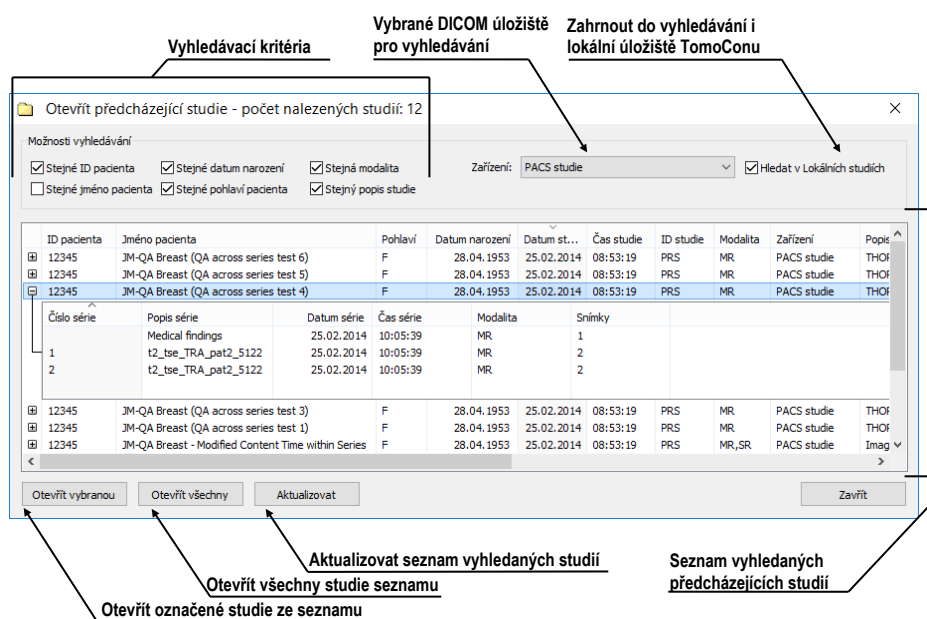 Vybrané DICOM úložiště
pro vyhledávání
Zahrnout do vyhledávání i
lokální úložiště TomoConu
Vyhledávací kritéria
Otevřít předcházející studie - počet nalezených studií: 12
Možnosti vyhledávání
Stejné ID pacienta Stejné datum narození Stejná modalita Zařízení: PACS studie Hledat v Lokálních studiích
Stejné jméno pacienta Stejné pohlaví pacienta Stejný popis studie
ID pacienta Jméno pacienta Pohlaví Datum narození Datum st... Čas studie ID studie Modalita Zařízení Popis
12345 JM-QA Breast (QA across series test 6) F 28.04.1953 25.02.2014 08:53:19 PRS MR PACS studie THOR
12345 JM-QA Breast (QA across series test 5) F 28.04.1953 25.02.2014 08:53:19 PRS MR PACS studie THOR
12345 JM-QA Breast (QA across series test 4) F 28.04.1953 25.02.2014 08:53:19 PRS MR PACS studie THOR
Číslo série Popis série Datum série Čas série Modalita Snímky
Medical findings 25.02.2014 10:05:39 MR 1
1 t2_tse_TRA_pat2_5122 25.02.2014 10:05:39 MR 2
2 t2_tse_TRA_pat2_5122 25.02.2014 10:05:39 MR 2
12345 JM-QA Breast (QA across series test 3) F 28.04.1953 25.02.2014 08:53:19 PRS MR PACS studie THOR
12345 JM-QA Breast (QA across series test 1) F 28.04.1953 25.02.2014 08:53:19 PRS MR PACS studie THOR
12345 JM-QA Breast - Modified Content Time within Series F 28.04.1953 25.02.2014 08:53:19 PRS MR,SR PACS studie Imag
Otevřít vybranou Otevřít všechny Aktualizovat Zavřít
Aktualizovat seznam vyhledaných studií
Seznam vyhledaných
předcházejících studií
Otevřít všechny studie seznamu
Otevřít označené studie ze seznamu